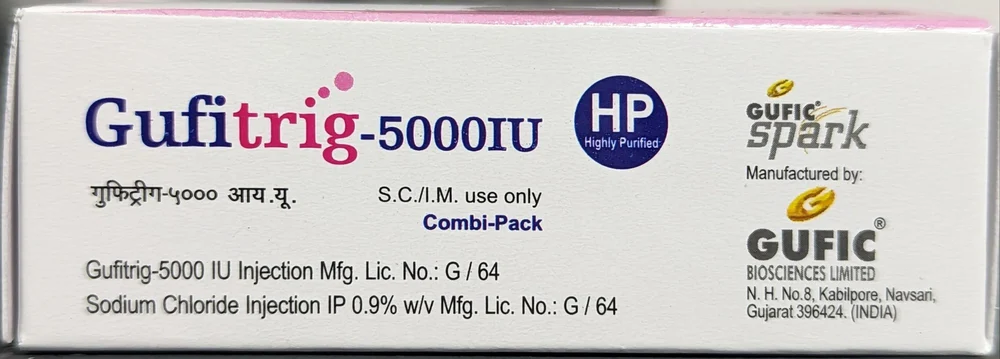 Gufitrig-5000IU
HP
Highly Purified
गुफिट्रीग-५००० आय.यू.
S.C./I.M. use only
Combi-Pack
Gufitrig-5000 IU Injection Mfg. Lic. No.: G / 64
Sodium Chloride Injection IP 0.9% w/v Mfg. Lic. No.: G / 64
GUFIC®
spark
Manufactured by:
GUFIC®
BIOSCIENCES LIMITED
N. H. No.8, Kabilpore, Navsari,
Gujarat 396424. (INDIA)